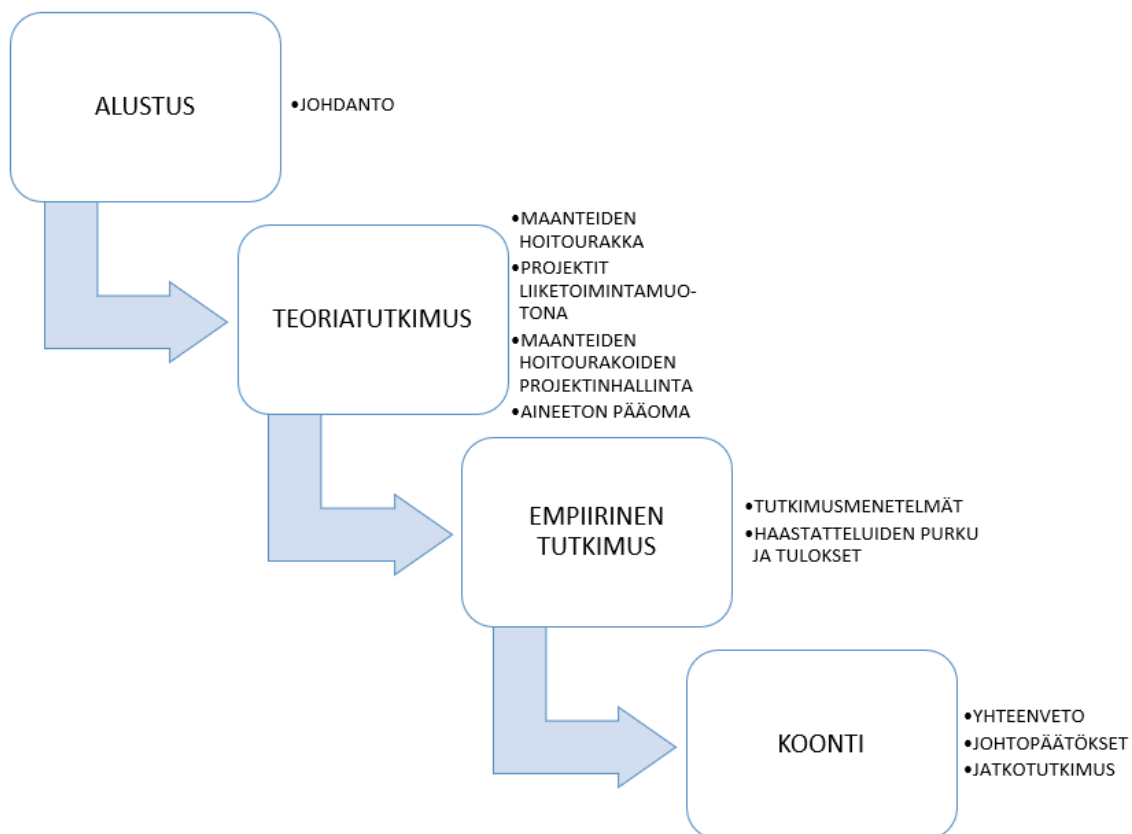 ALUSTUS
•JOHDANTO
TEORIATUTKIMUS
•MAANTEIDEN
HOITOURAKKA
•PROJEKTIT
LIIKETOIMINTAMUO-
TONA
•MAANTEIDEN
HOITOURAKOIDEN
PROJEKTINHALLINTA
•AINEETON PÄÄOMA
EMPIIRINEN
TUTKIMUS
•TUTKIMUSMENETELMÄT
•HAASTATTELUIDEN PURKU
JA TULOKSET
KOONTI
•YHTEENVETO
•JOHTOPÄÄTÖKSET
•JATKOTUTKIMUS